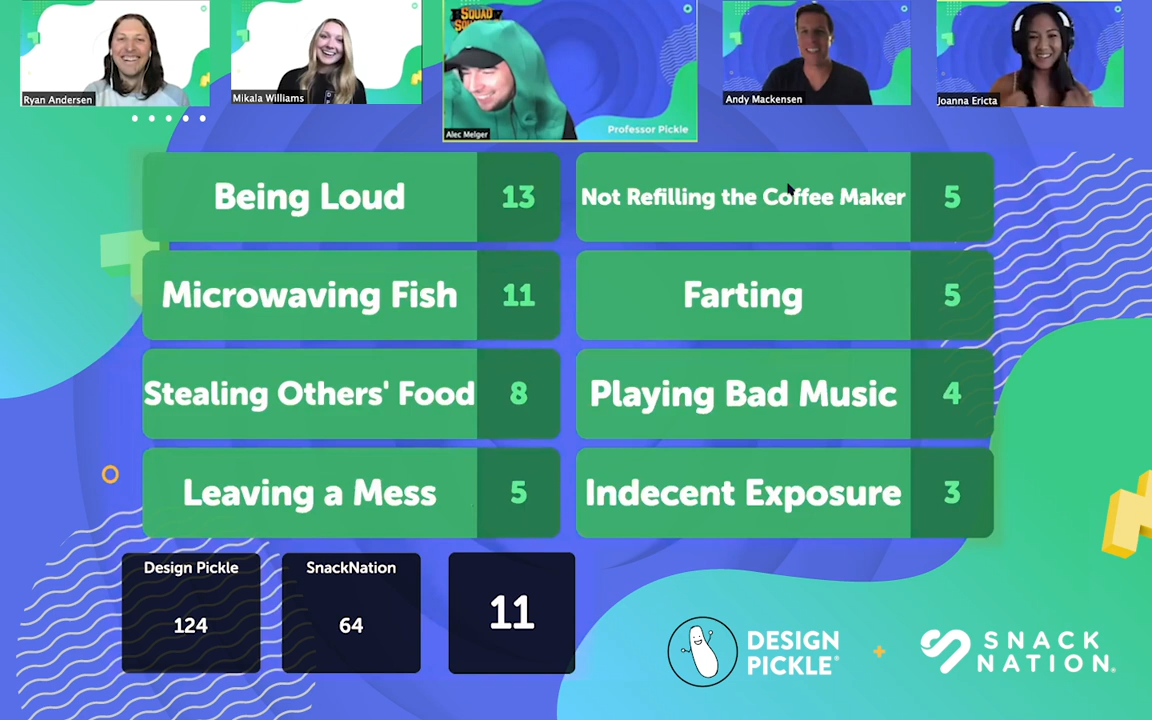 SQUAD
Ryan Andersen
Mikala Williams
Alec Melger
Professor Pickle
Andy Mackensen
Joanna Ericta
Being Loud
13
Not Refilling the Coffee Maker
5
Microwaving Fish
11
Farting
5
Stealing Others' Food
8
Playing Bad Music
4
Leaving a Mess
5
Indecent Exposure
3
Design Pickle
124
SnackNation
64
11
DESIGN
PICKLE®
+
SNACK
NATION®